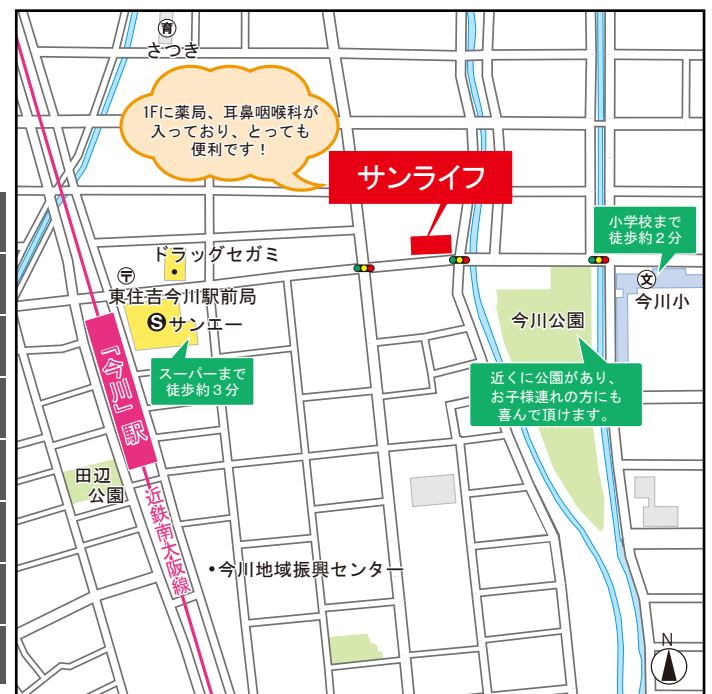 育
さつき
1Fに薬局、耳鼻咽喉科が
入っており、とっても
便利です！
サンライフ
小学校まで
徒歩約２分
ドラッグセガミ
〒
文
東住吉今川駅前局
今川小
S サンエー
今川公園
『今川』駅
スーパーまで
徒歩約３分
近くに公園があり、
お子様連れの方にも
喜んで頂けます。
田辺
公園
近鉄南大阪線
•今川地域振興センター
N